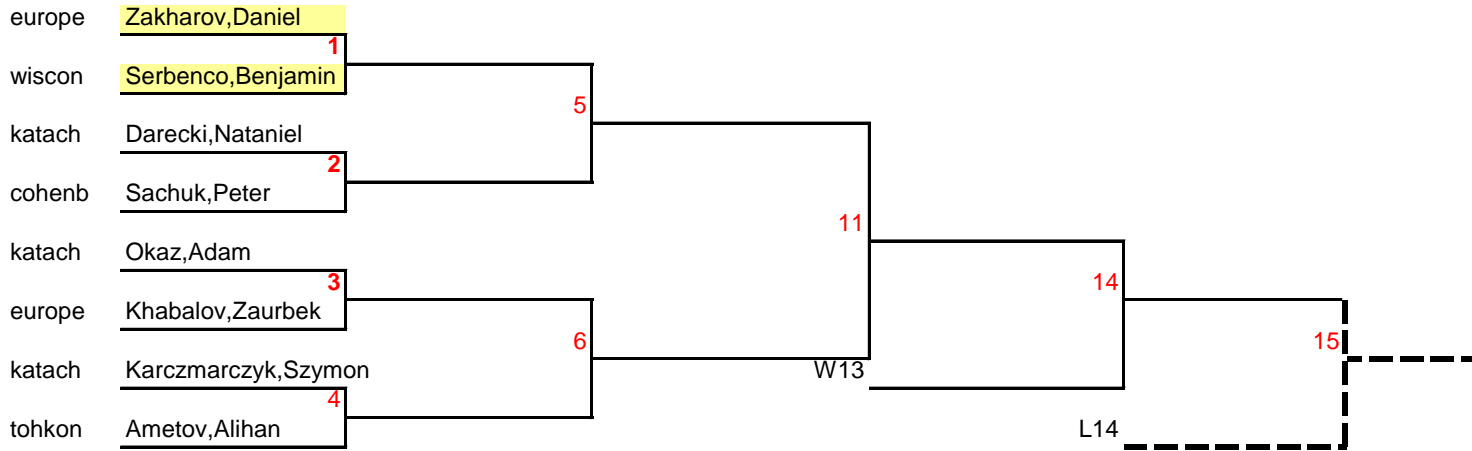 europe Zakharov,Daniel
1
wiscon Serbenco,Benjamin
5
katach Darecki,Nataniel
2
cohenb Sachuk,Peter
11
katach Okaz,Adam
3
14
europe Khabalov,Zaurbek
6
15
katach Karczmarczyk,Szymon
W13
4
tohkon Ametov,Alihan
L14